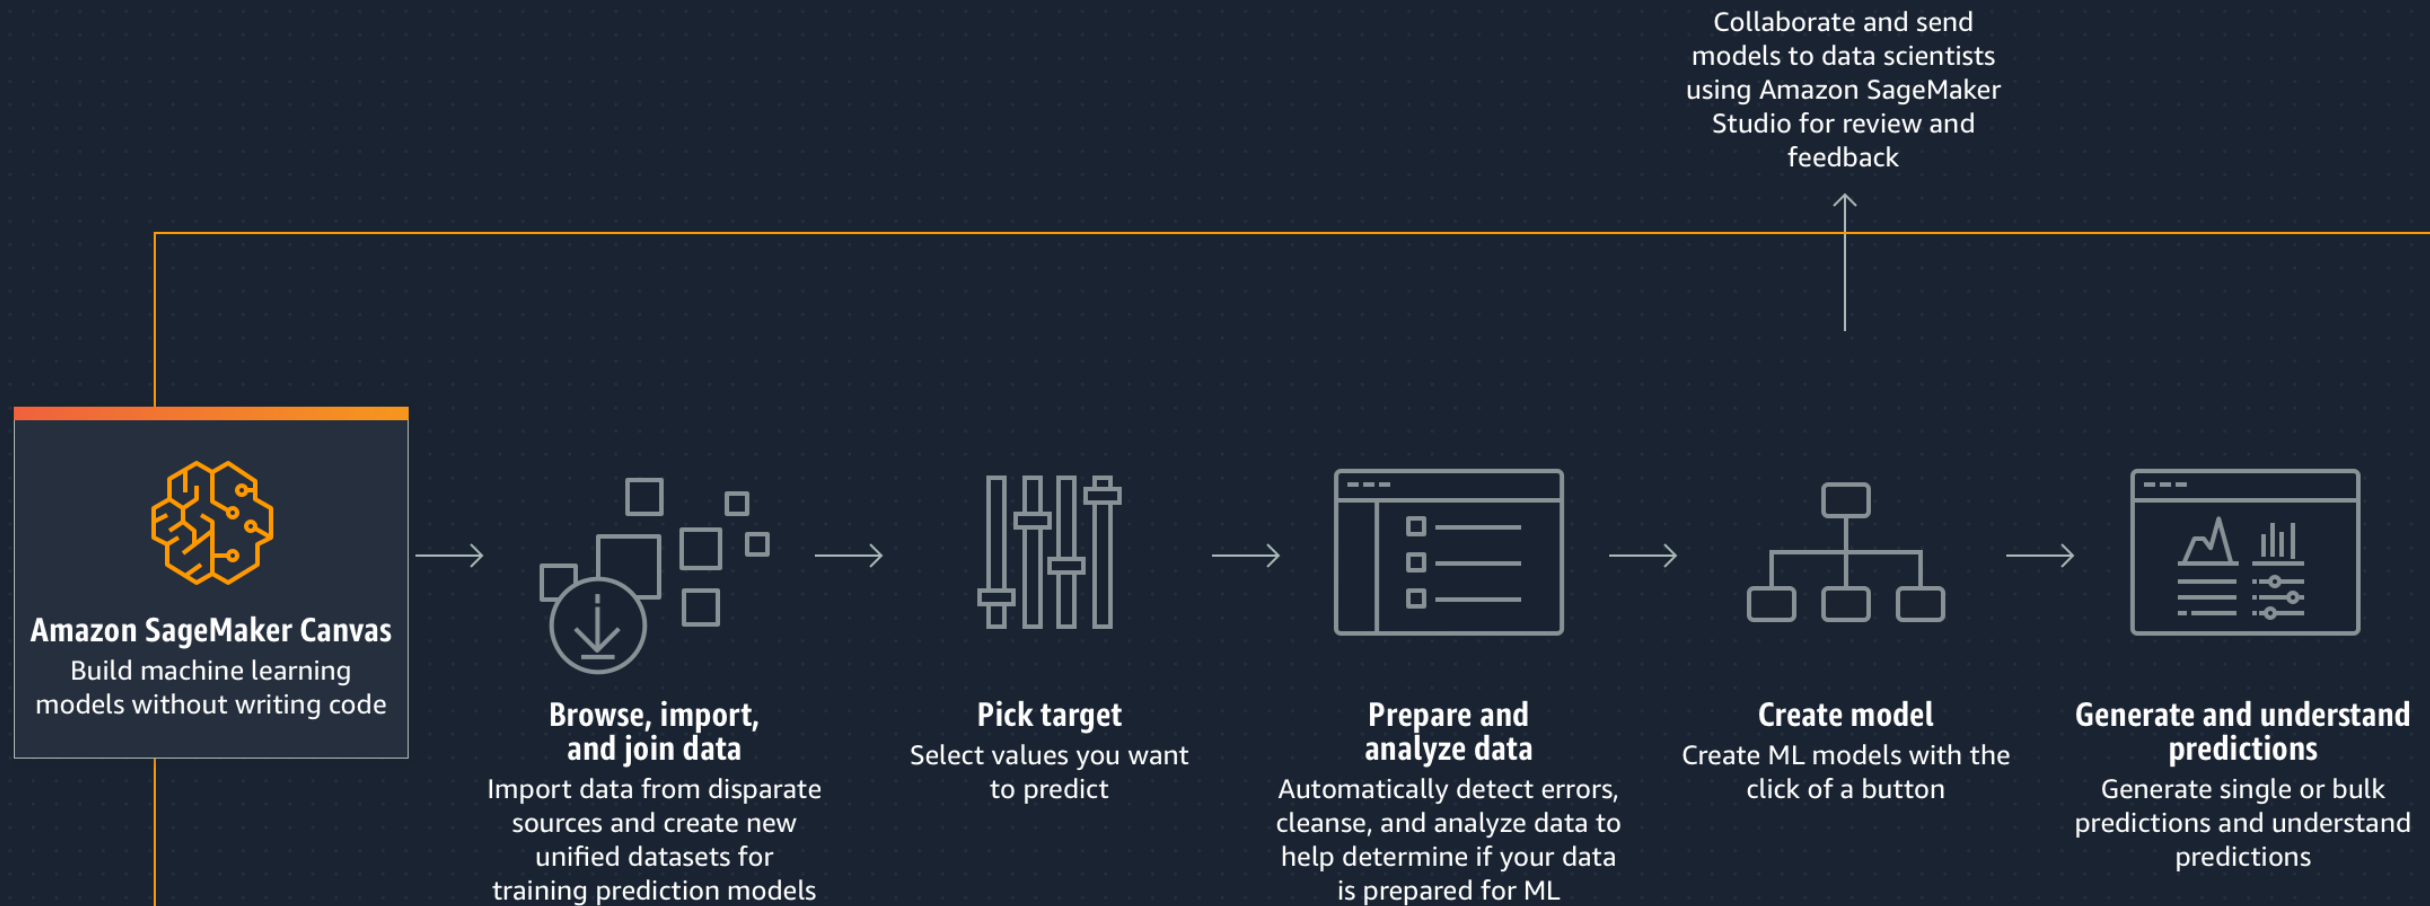 Collaborate and send
models to data scientists
using Amazon SageMaker
Studio for review and
feedback
Amazon SageMaker Canvas
Build machine learning
models without writing code
Browse, import,
and join data
Import data from disparate
sources and create new
unified datasets for
training prediction models
Pick target
Select values you want
to predict
Prepare and
analyze data
Automatically detect errors,
cleanse, and analyze data to
help determine if your data
is prepared for ML
Create model
Create ML models with the
click of a button
Generate and understand
predictions
Generate single or bulk
predictions and understand
predictions